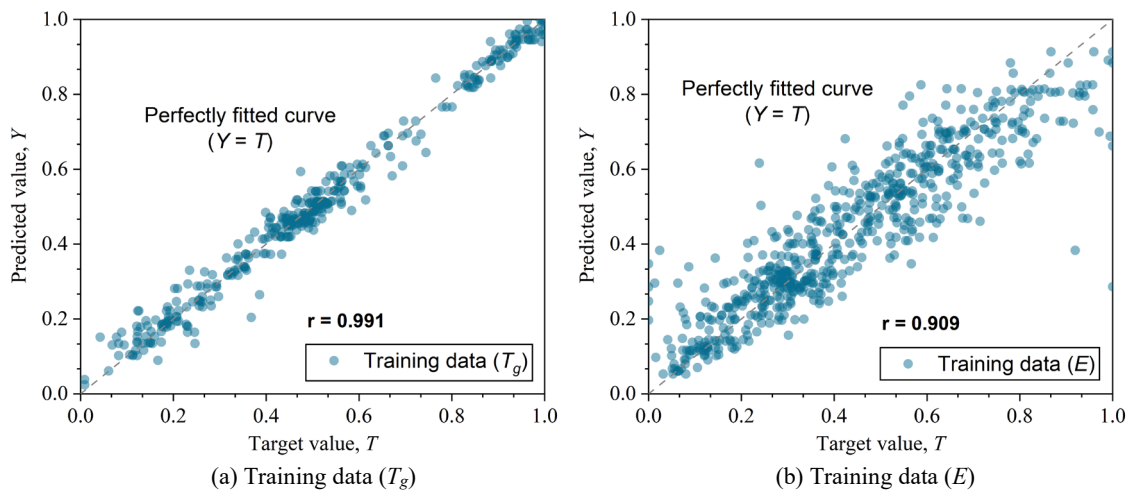 1.0
0.8
0.6
0.4
0.2
0.0
Predicted value, Y
Perfectly fitted curve
(Y = T)
r = 0.991
Training data (Tg)
0.0 0.2 0.4 0.6 0.8 1.0
Target value, T
(a) Training data (Tg)
1.0
0.8
0.6
0.4
0.2
0.0
Predicted value, Y
Perfectly fitted curve
(Y = T)
r = 0.909
Training data (E)
0.0 0.2 0.4 0.6 0.8 1.0
Target value, T
(b) Training data (E)